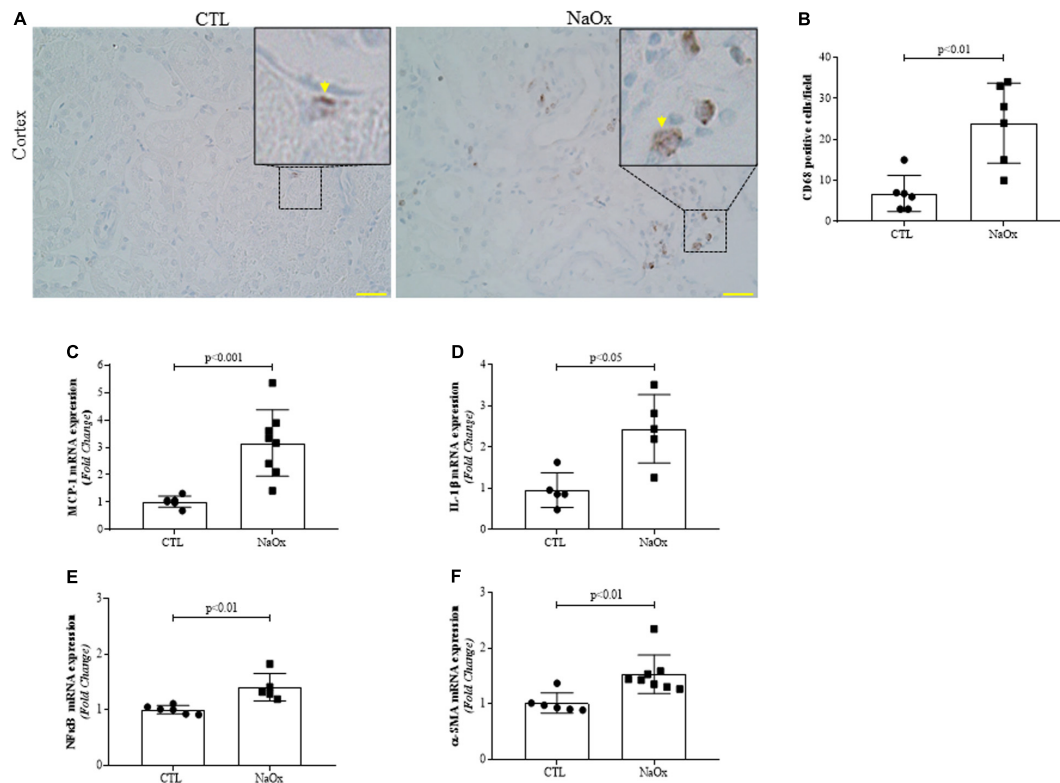 A
CTL
NaOx
Cortex
B
p<0.01
CD68 positive cells/field
40
30
20
10
0
CTL
NaOx
C
p<0.001
MCP-1 mRNA expression
(Fold Change)
6
5
4
3
2
1
0
CTL
NaOx
D
p<0.05
IL-1β mRNA expression
(Fold Change)
4
3
2
1
0
CTL
NaOx
E
p<0.01
NFκB mRNA expression
(Fold Change)
3
2
1
0
CTL
NaOx
F
p<0.01
α-SMA mRNA expression
(Fold Change)
3
2
1
0
CTL
NaOx